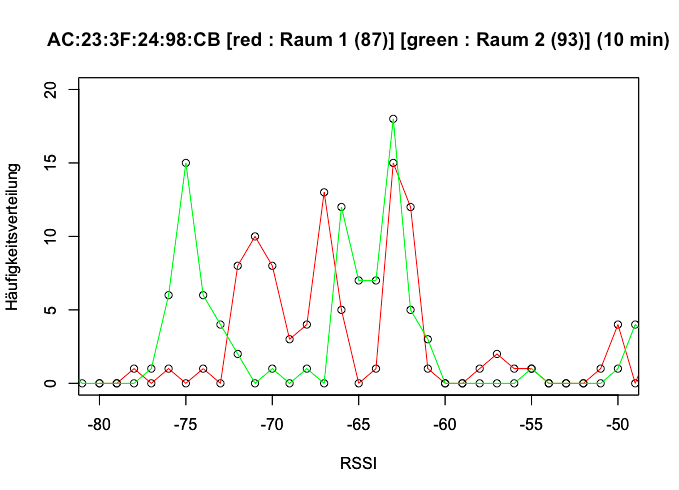 AC:23:3F:24:98:CB [red : Raum 1 (87)] [green : Raum 2 (93)] (10 min)
Häufigkeitsverteilung
20
15
10
5
0
-80 -75 -70 -65 -60 -55 -50
RSSI